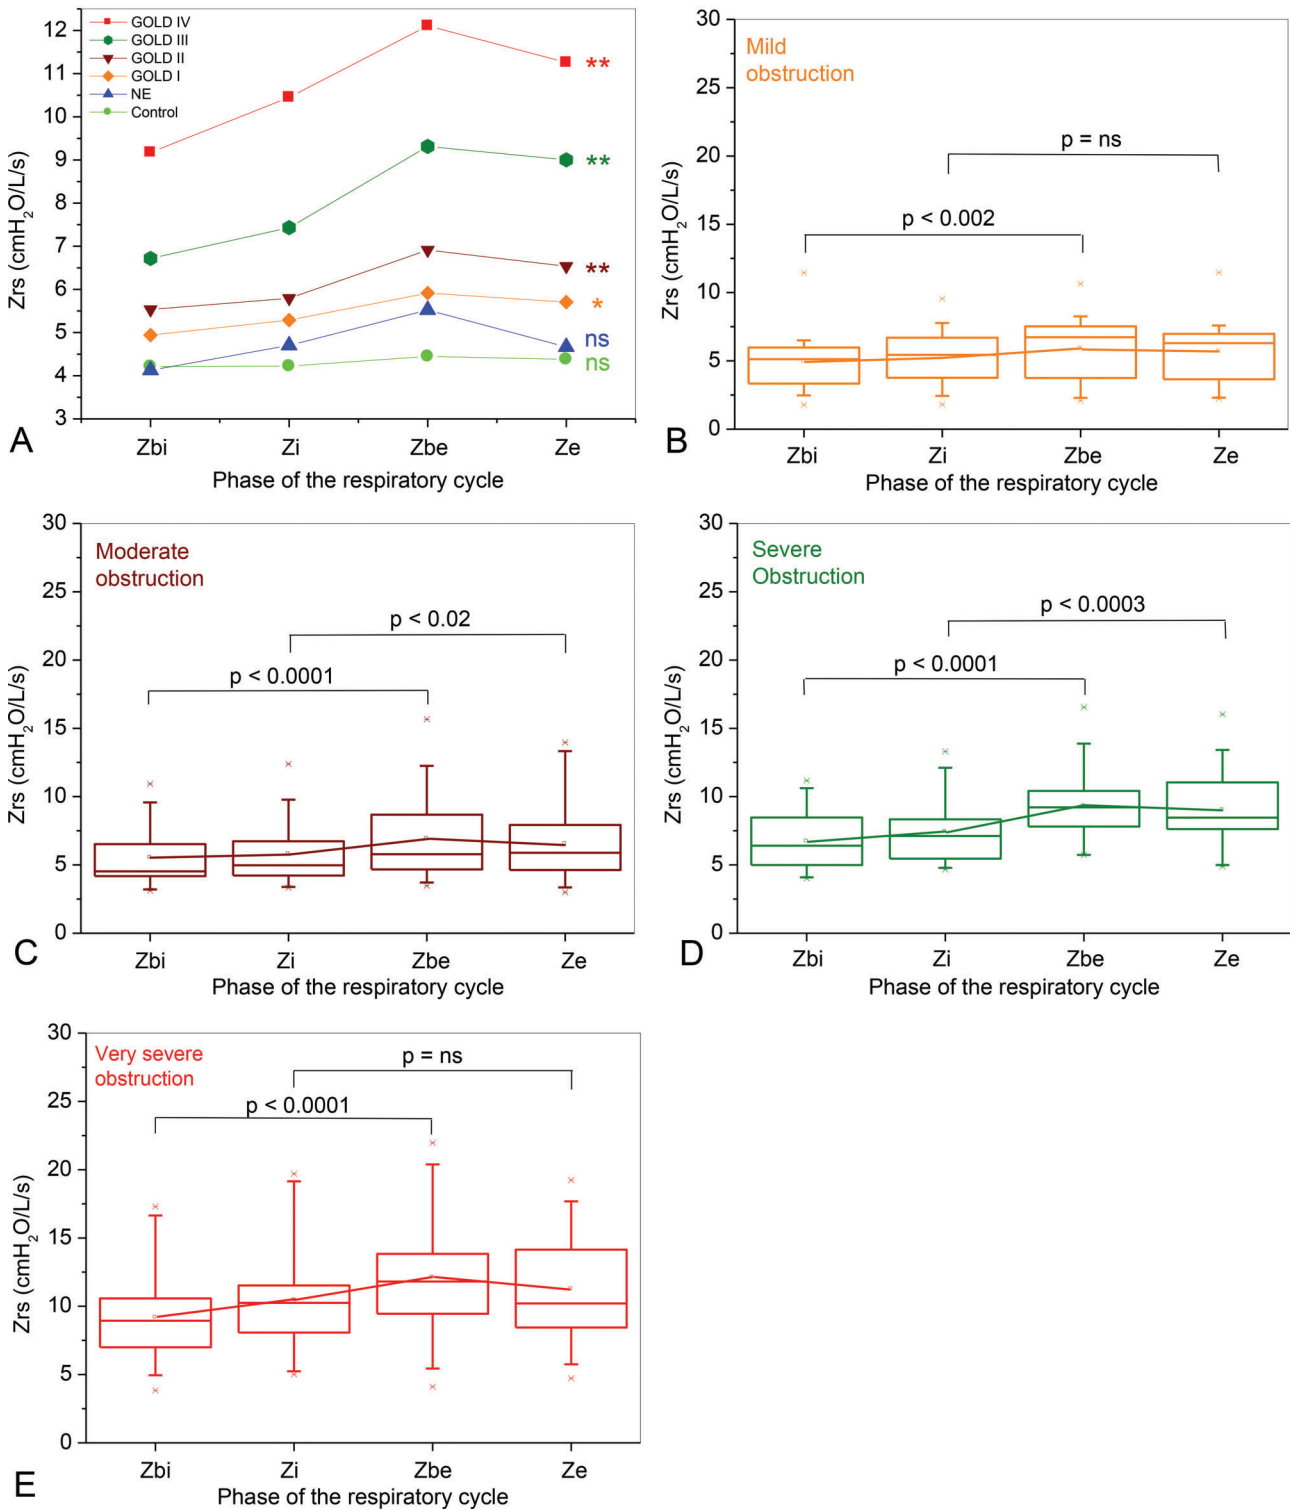 12
11
10
9
8
7
6
5
4
3
Zrs (cmH₂O/L/s)
GOLD IV
GOLD III
GOLD II
GOLD I
NE
Control
**
**
**
*
ns
ns
Zbi Zi Zbe Ze
Phase of the respiratory cycle
A
30
25
20
15
10
5
0
Zrs (cmH₂O/L/s)
Mild
obstruction
p = ns
p < 0.002
Zbi Zi Zbe Ze
Phase of the respiratory cycle
B
30
25
20
15
10
5
0
Zrs (cmH₂O/L/s)
Moderate
obstruction
p < 0.02
p < 0.0001
Zbi Zi Zbe Ze
Phase of the respiratory cycle
C
30
25
20
15
10
5
0
Zrs (cmH₂O/L/s)
Severe
Obstruction
p < 0.0003
p < 0.0001
Zbi Zi Zbe Ze
Phase of the respiratory cycle
D
30
25
20
15
10
5
0
Zrs (cmH₂O/L/s)
Very severe
obstruction
p = ns
p < 0.0001
Zbi Zi Zbe Ze
Phase of the respiratory cycle
E